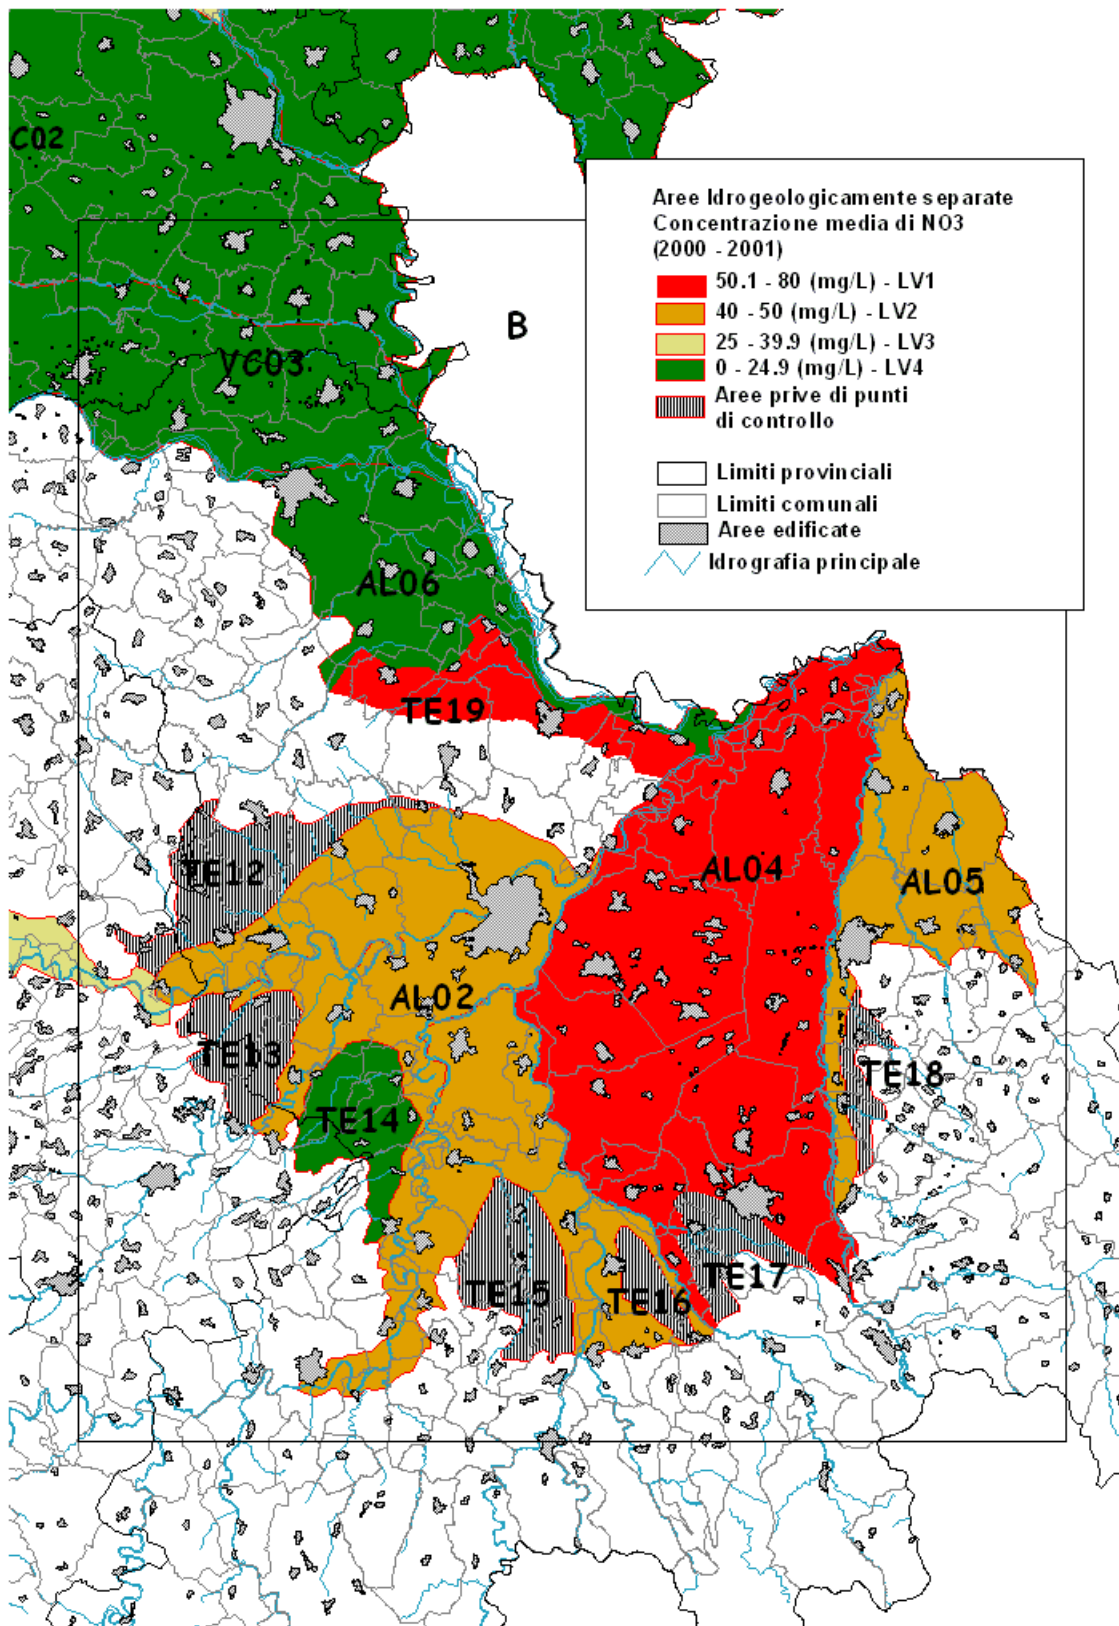 C02
Aree Idrogeologicamente separate
Concentrazione media di NO3
(2000 - 2001)
50.1 - 80 (mg/L) - LV1
40 - 50 (mg/L) - LV2
25 - 39.9 (mg/L) - LV3
0 - 24.9 (mg/L) - LV4
Aree prive di punti
di controllo
Limiti provinciali
Limiti comunali
Aree edificate
Idrografia principale
B
VC03
AL06
TE19
TE12
AL04
AL05
AL02
TE13
TE18
TE14
TE17
TE15
TE16